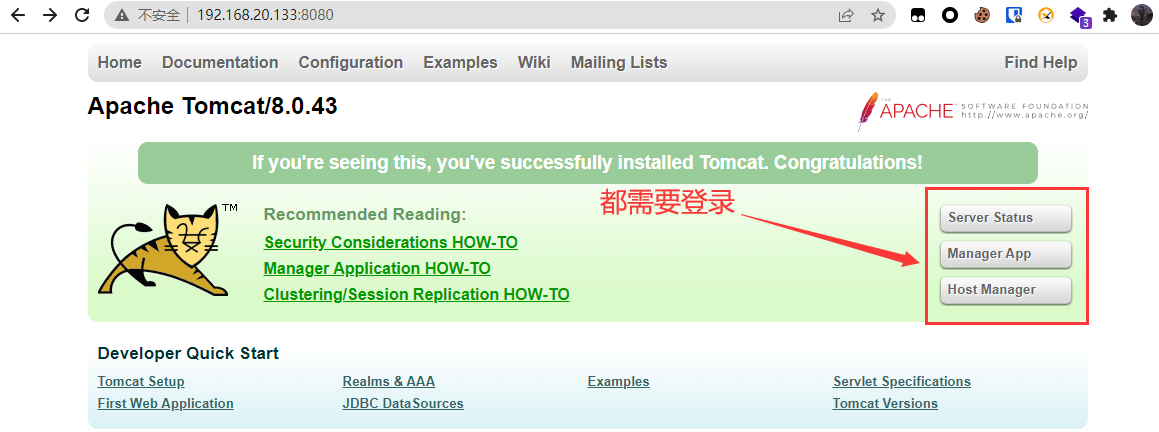 不安全 | 192.168.20.133:8080
3
Home Documentation Configuration Examples Wiki Mailing Lists Find Help
Apache Tomcat/8.0.43
THE APACHE SOFTWARE FOUNDATION
http://www.apache.org/
If you're seeing this, you've successfully installed Tomcat. Congratulations!
都需要登录
TM
Recommended Reading:
Security Considerations HOW-TO
Manager Application HOW-TO
Clustering/Session Replication HOW-TO
Server Status
Manager App
Host Manager
Developer Quick Start
Tomcat Setup Realms & AAA Examples Servlet Specifications
First Web Application JDBC DataSources Tomcat Versions